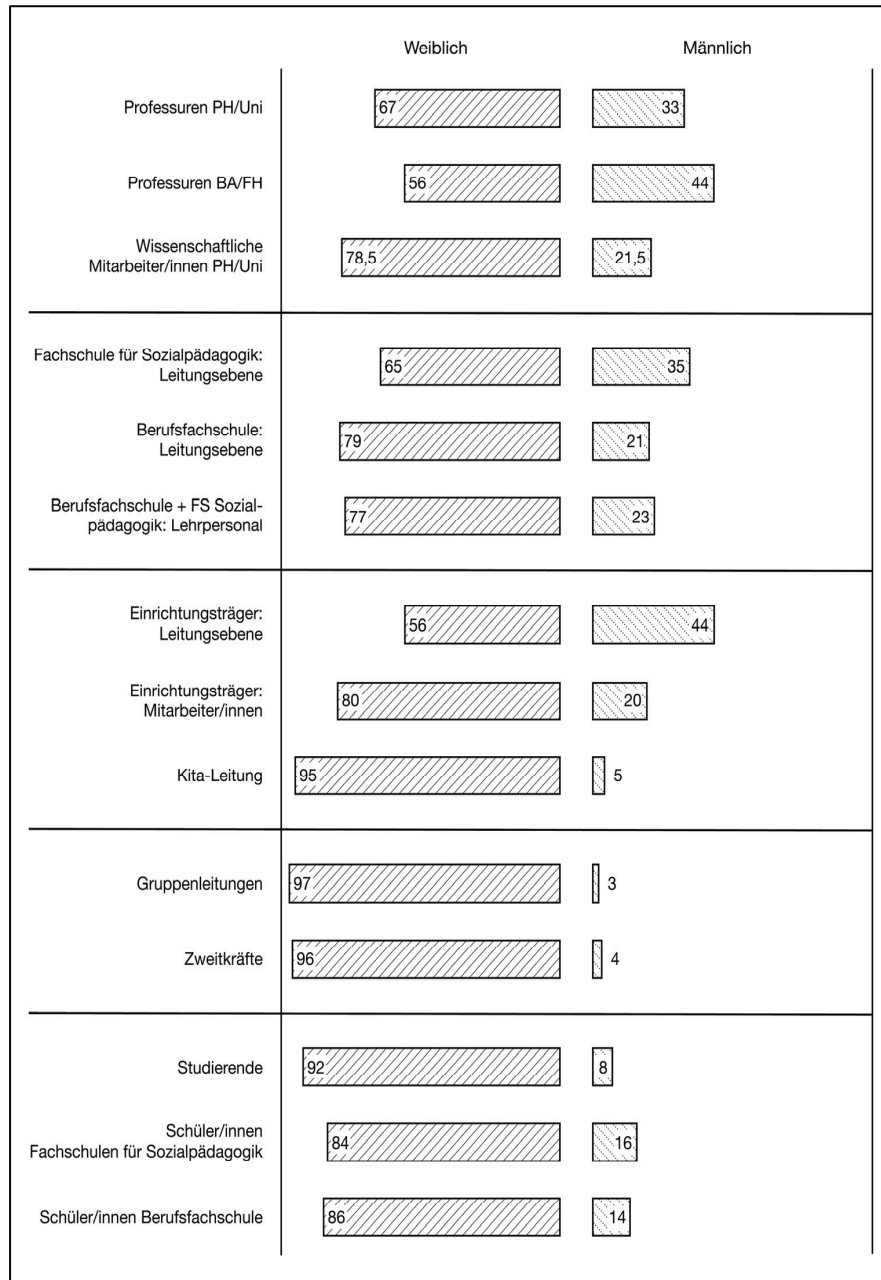 Weiblich Männlich
Professuren PH/Uni 67 33
Professuren BA/FH 56 44
Wissenschaftliche
Mitarbeiter/innen PH/Uni 78,5 21,5
Fachschule für Sozialpädagogik:
Leitungsebene 65 35
Berufsfachschule:
Leitungsebene 79 21
Berufsfachschule + FS Sozial-
pädagogik: Lehrpersonal 77 23
Einrichtungsträger:
Leitungsebene 56 44
Einrichtungsträger:
Mitarbeiter/innen 80 20
Kita-Leitung 95 5
Gruppenleitungen 97 3
Zweitkräfte 96 4
Studierende 92 8
Schüler/innen
Fachschulen für Sozialpädagogik 84 16
Schüler/innen Berufsfachschule 86 14